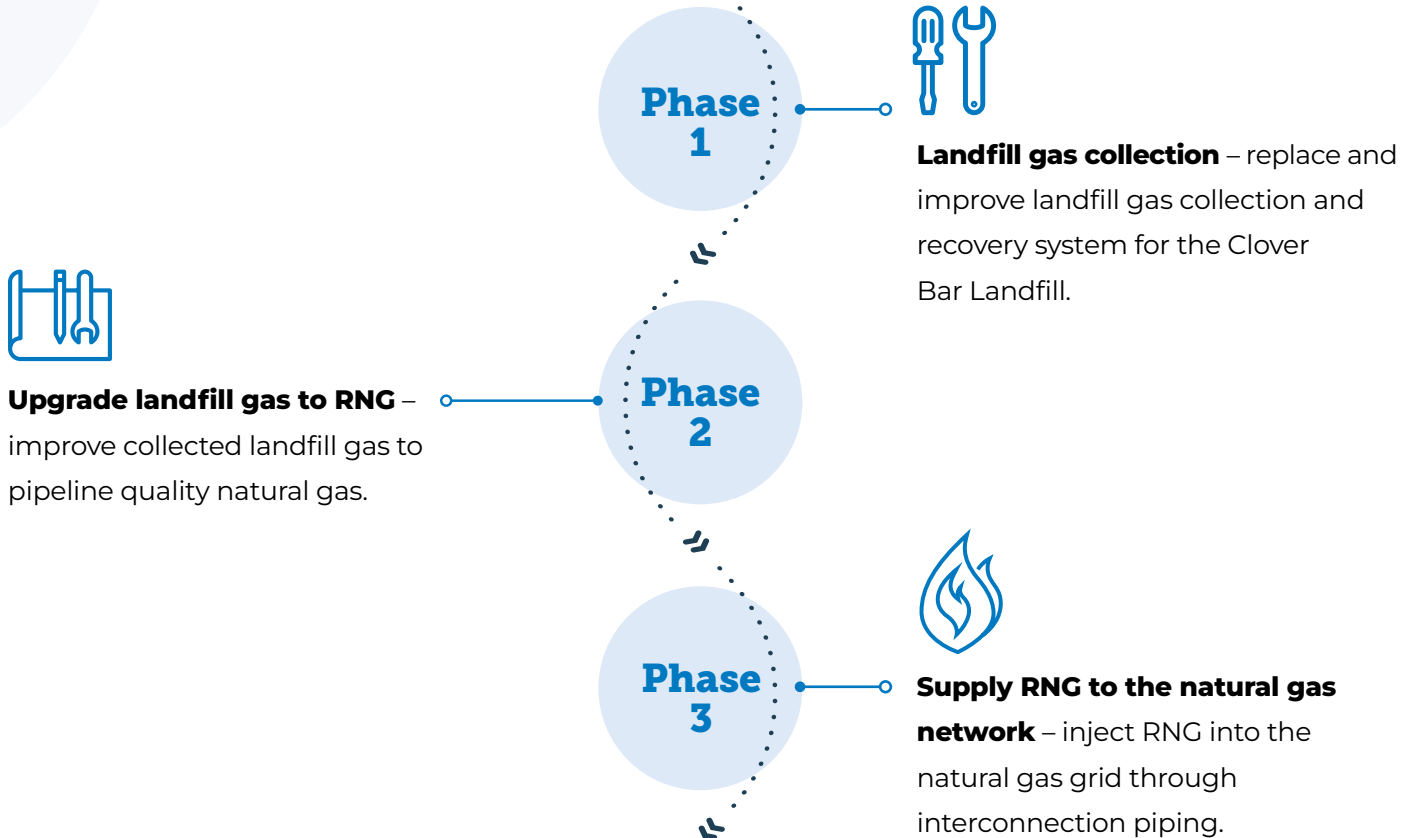 Phase
1
Landfill gas collection – replace and
improve landfill gas collection and
recovery system for the Clover
Bar Landfill.
Phase
2
Upgrade landfill gas to RNG –
improve collected landfill gas to
pipeline quality natural gas.
Phase
3
Supply RNG to the natural gas
network – inject RNG into the
natural gas grid through
interconnection piping.